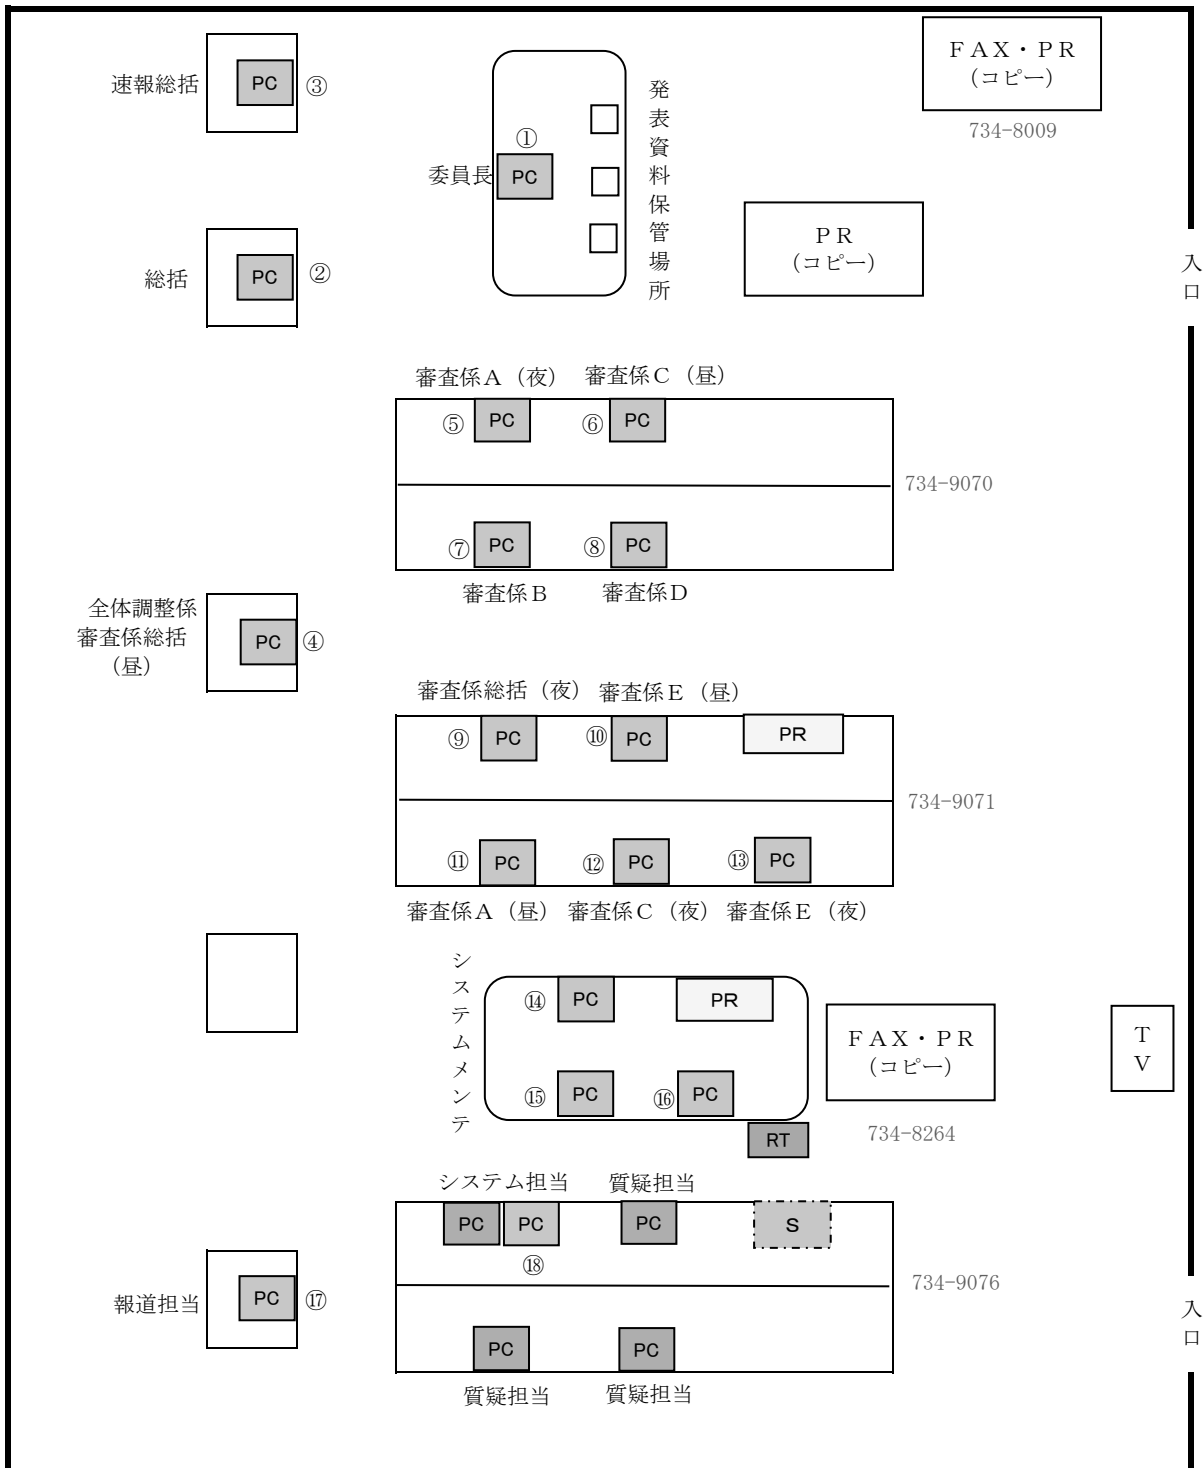 ＦＡＸ・ＰＲ
（コピー）
734-8009
速報総括
PC
③
①
委員長
PC
発表資料保管場所
ＰＲ
（コピー）
入口
総括
PC
②
審査係Ａ（夜）
審査係Ｃ（昼）
⑤
PC
⑥
PC
734-9070
⑦
PC
⑧
PC
審査係Ｂ
審査係Ｄ
全体調整係
審査係総括
（昼）
PC
④
審査係総括（夜）
審査係Ｅ（昼）
⑨
PC
⑩
PC
PR
734-9071
⑪
PC
⑫
PC
⑬
PC
審査係Ａ（昼）
審査係Ｃ（夜）
審査係Ｅ（夜）
システムメンテ
⑭
PC
PR
⑮
PC
⑯
PC
RT
ＦＡＸ・ＰＲ
（コピー）
734-8264
ＴＶ
システム担当
質疑担当
PC
PC
⑱
PC
S
734-9076
報道担当
PC
⑰
入口
PC
PC
質疑担当
質疑担当